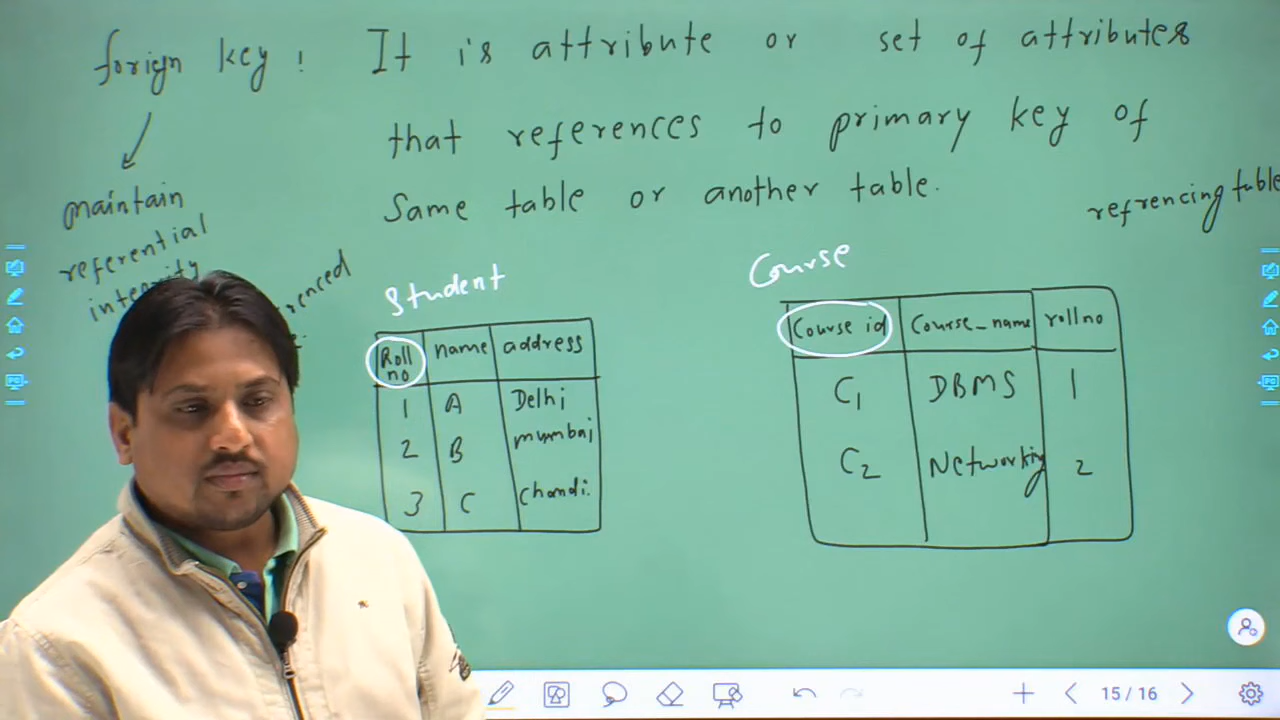 forign key : It is attribute or set of attributes
that references to primary key of
Same table or another table.
maintain
referential
integrity
refrencing table
Student
Roll no name address
1 A Delhi
2 B mumbai
3 C Chandi.
Course
Course id Course_name rollno
C1 DBMS 1
C2 Networking 2
15 / 16